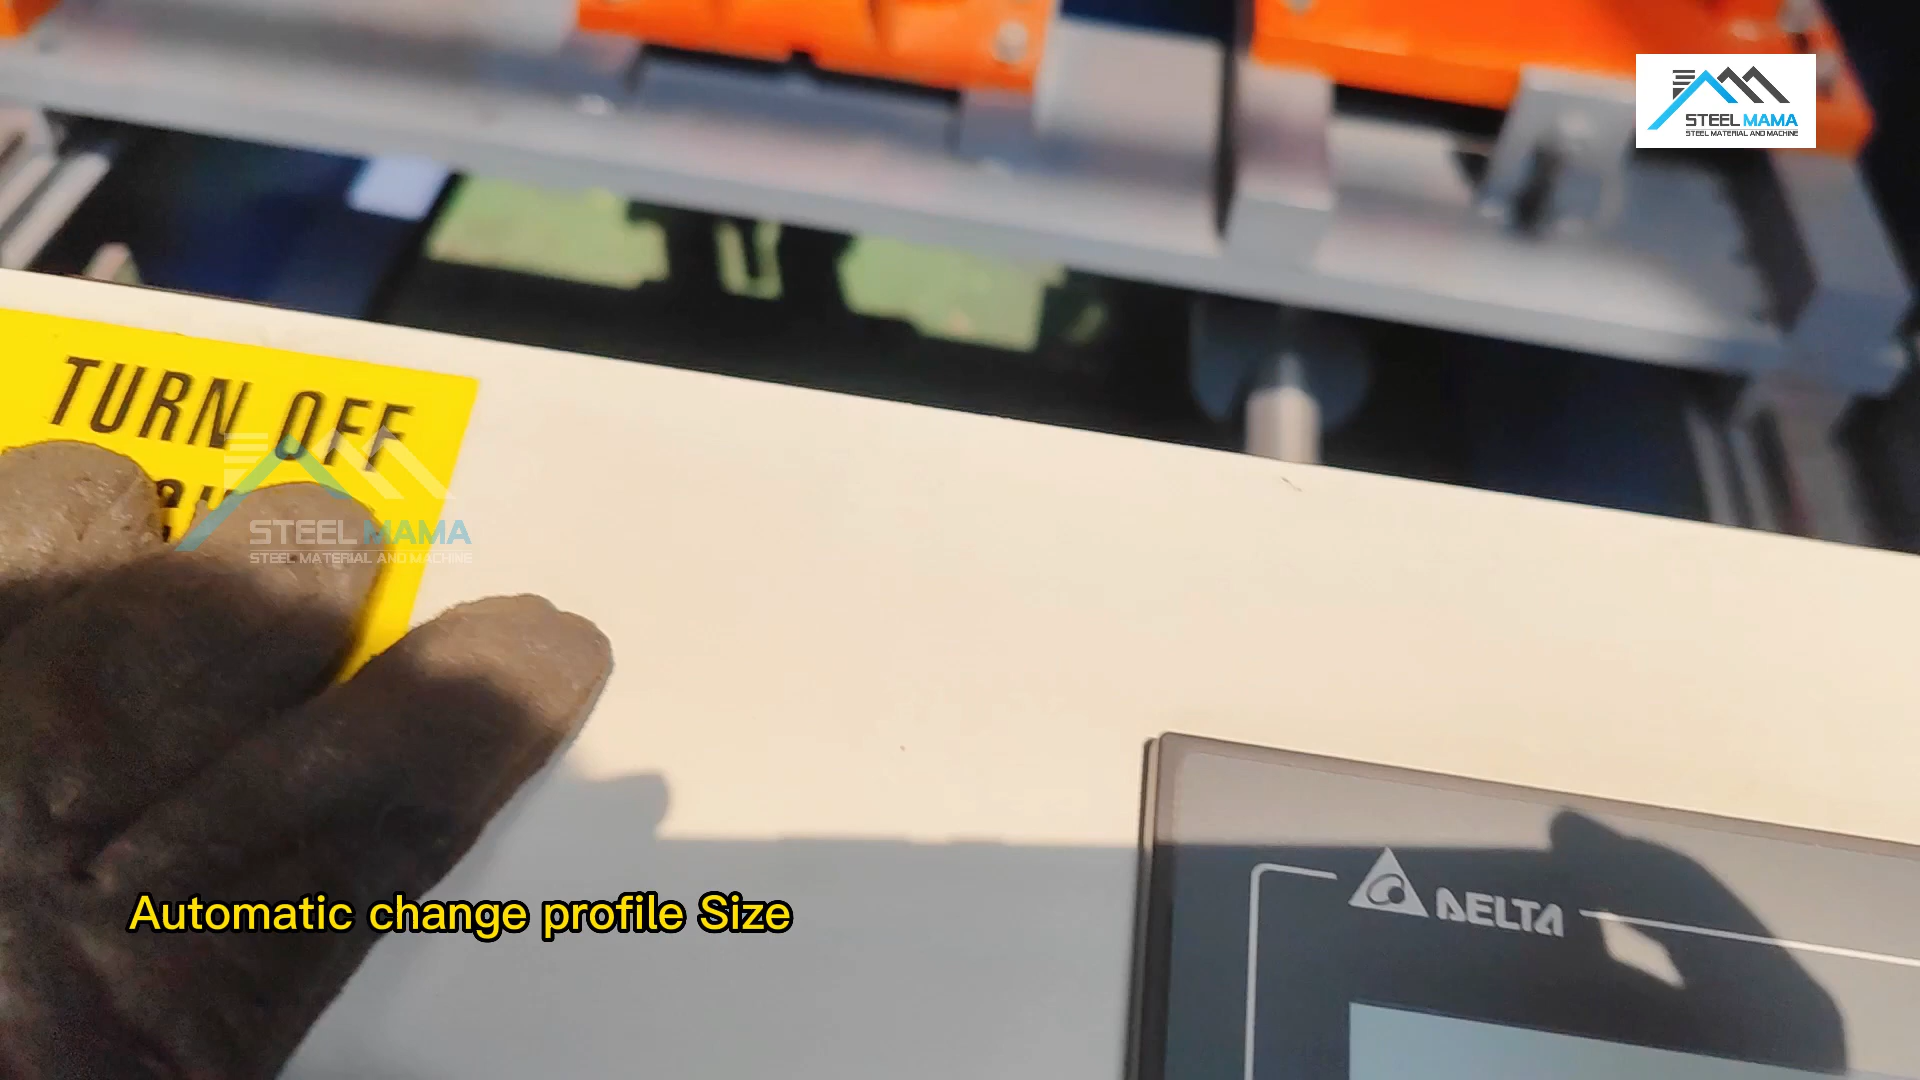 STEEL MAMA
STEEL MATERIAL AND MACHINE
TURN OFF
STEEL MAMA
STEEL MATERIAL AND MACHINE
DELTA
Automatic change profile Size